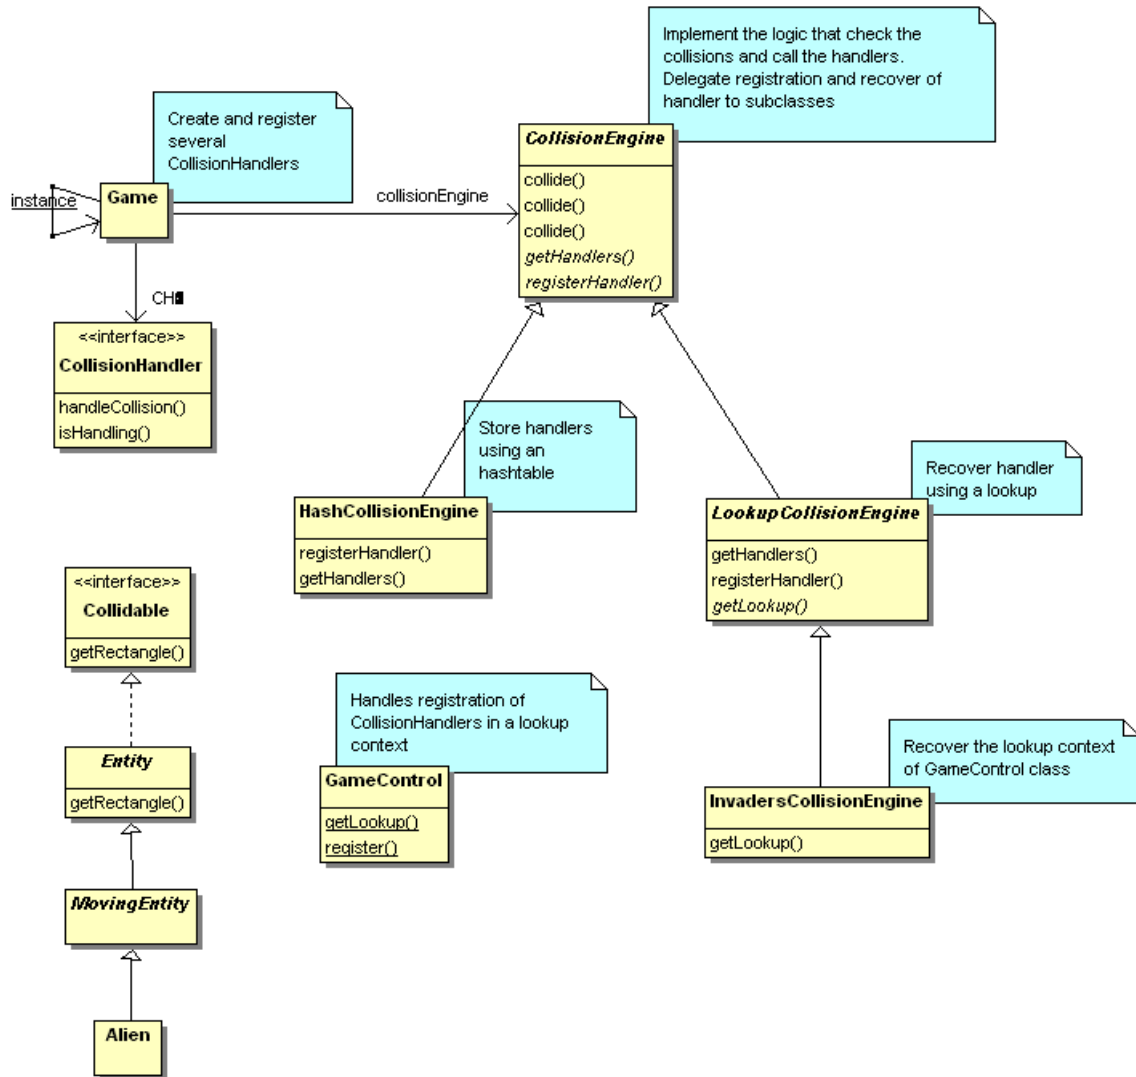 Implement the logic that check the
collisions and call the handlers.
Delegate registration and recover of
handler to subclasses
Create and register
several
CollisionHandlers
CollisionEngine
collide()
collide()
collide()
getHandlers()
registerHandler()
instance
Game
collisionEngine
CH
<<interface>>
CollisionHandler
handleCollision()
isHandling()
Store handlers
using an
hashtable
Recover handler
using a lookup
HashCollisionEngine
registerHandler()
getHandlers()
LookupCollisionEngine
getHandlers()
registerHandler()
getLookup()
<<interface>>
Collidable
getRectangle()
Handles registration of
CollisionHandlers in a lookup
context
GameControl
getLookup()
register()
Recover the lookup context
of GameControl class
InvadersCollisionEngine
getLookup()
Entity
getRectangle()
MovingEntity
Alien